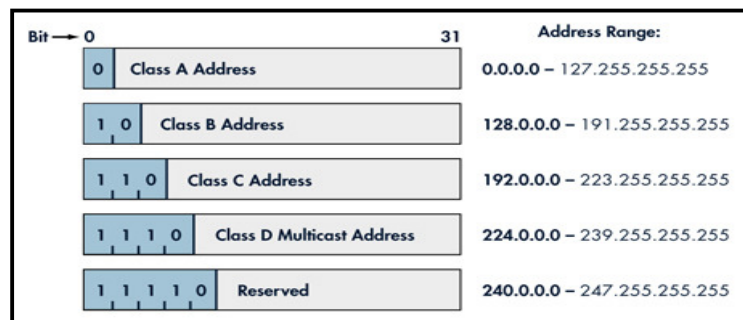 Bit → 0 31 Address Range:
0 Class A Address 0.0.0.0 – 127.255.255.255
1 0 Class B Address 128.0.0.0 – 191.255.255.255
1 1 0 Class C Address 192.0.0.0 – 223.255.255.255
1 1 1 0 Class D Multicast Address 224.0.0.0 – 239.255.255.255
1 1 1 1 0 Reserved 240.0.0.0 – 247.255.255.255